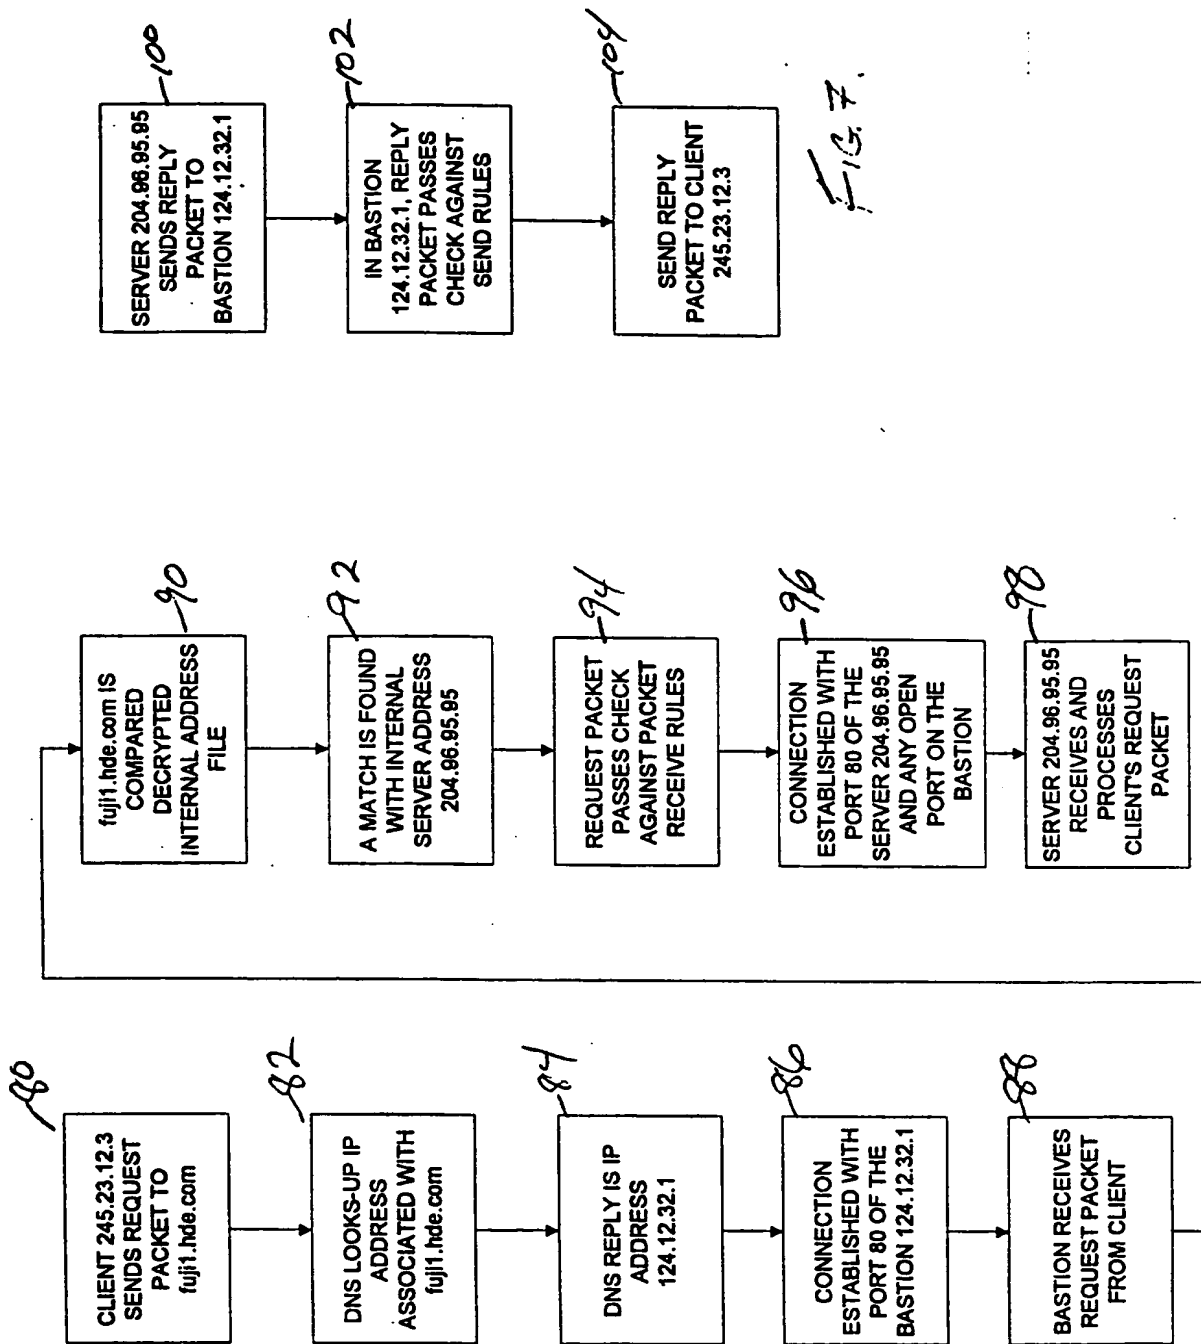 80
CLIENT 245.23.12.3
SENDS REQUEST
PACKET TO
fuji1.hde.com
82
DNS LOOKS-UP IP
ADDRESS
ASSOCIATED WITH
fuji1.hde.com
84
DNS REPLY IS IP
ADDRESS
124.12.32.1
86
CONNECTION
ESTABLISHED WITH
PORT 80 OF THE
BASTION 124.12.32.1
88
BASTION RECEIVES
REQUEST PACKET
FROM CLIENT
90
fuji1.hde.com IS
COMPARED
DECRYPTED
INTERNAL ADDRESS
FILE
92
A MATCH IS FOUND
WITH INTERNAL
SERVER ADDRESS
204.96.95.95
94
REQUEST PACKET
PASSES CHECK
AGAINST PACKET
RECEIVE RULES
96
CONNECTION
ESTABLISHED WITH
PORT 80 OF THE
SERVER 204.96.95.95
AND ANY OPEN
PORT ON THE
BASTION
98
SERVER 204.96.95.95
RECEIVES AND
PROCESSES
CLIENT'S REQUEST
PACKET
100
SERVER 204.96.95.95
SENDS REPLY
PACKET TO
BASTION 124.12.32.1
102
IN BASTION
124.12.32.1, REPLY
PACKET PASSES
CHECK AGAINST
SEND RULES
104
SEND REPLY
PACKET TO CLIENT
245.23.12.3
FIG. 7.